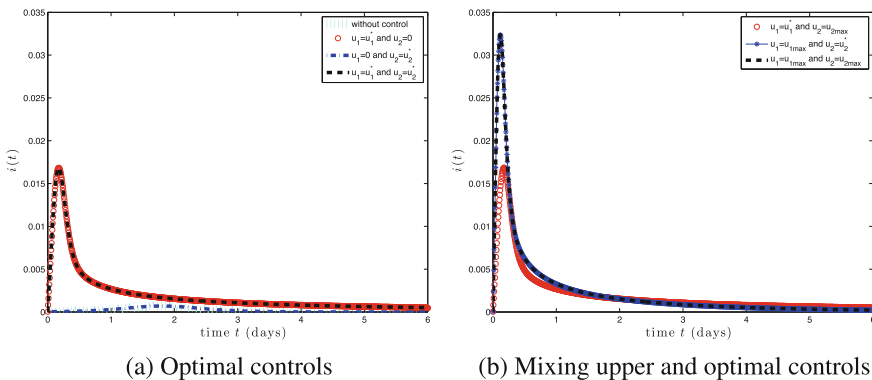 0.035
0.03
0.025
0.02
0.015
0.01
0.005
0
i(t)
0 1 2 3 4 5 6
time t (days)
without control
u₁=u₁* and u₂=0
u₁=0 and u₂=u₂*
u₁=u₁* and u₂=u₂*
(a) Optimal controls
0.035
0.03
0.025
0.02
0.015
0.01
0.005
0
i(t)
0 1 2 3 4 5 6
time t (days)
u₁=u₁* and u₂=u₂max
u₁=u₁max and u₂=u₂*
u₁=u₁max and u₂=u₂max
(b) Mixing upper and optimal controls